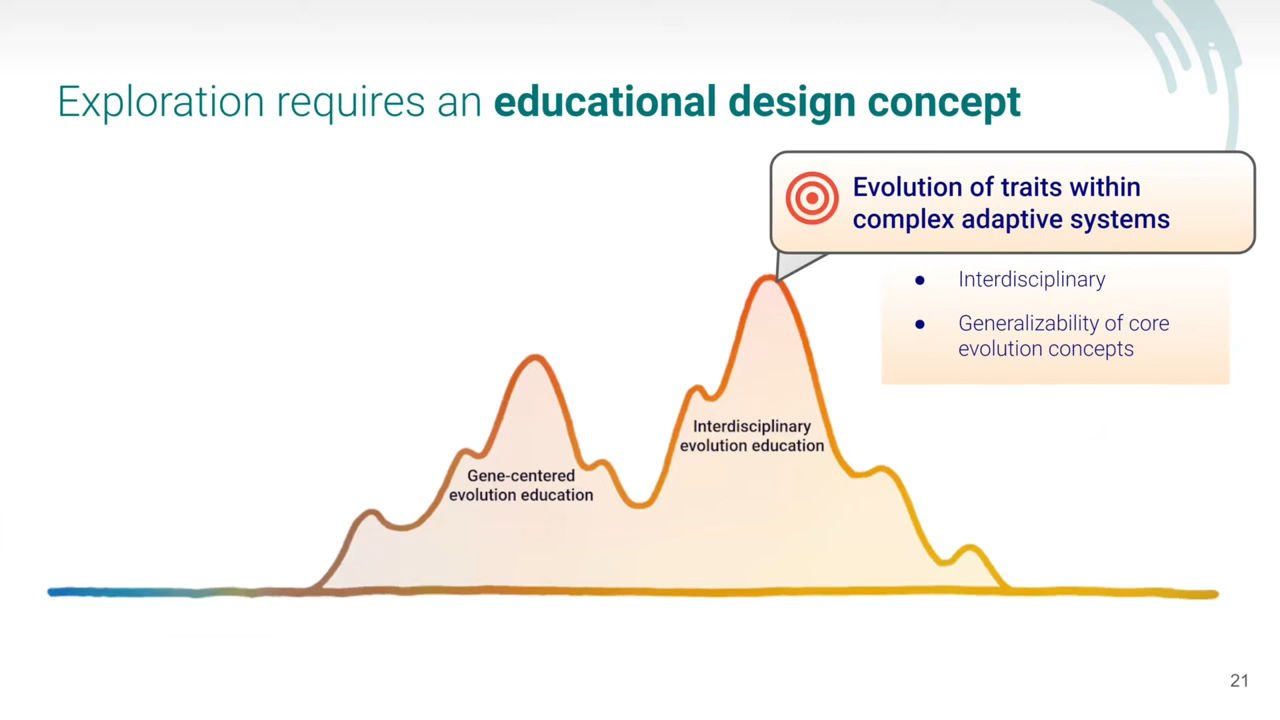 Exploration requires an educational design concept
Evolution of traits within
complex adaptive systems
● Interdisciplinary
● Generalizability of core
evolution concepts
Interdisciplinary
evolution education
Gene-centered
evolution education
21